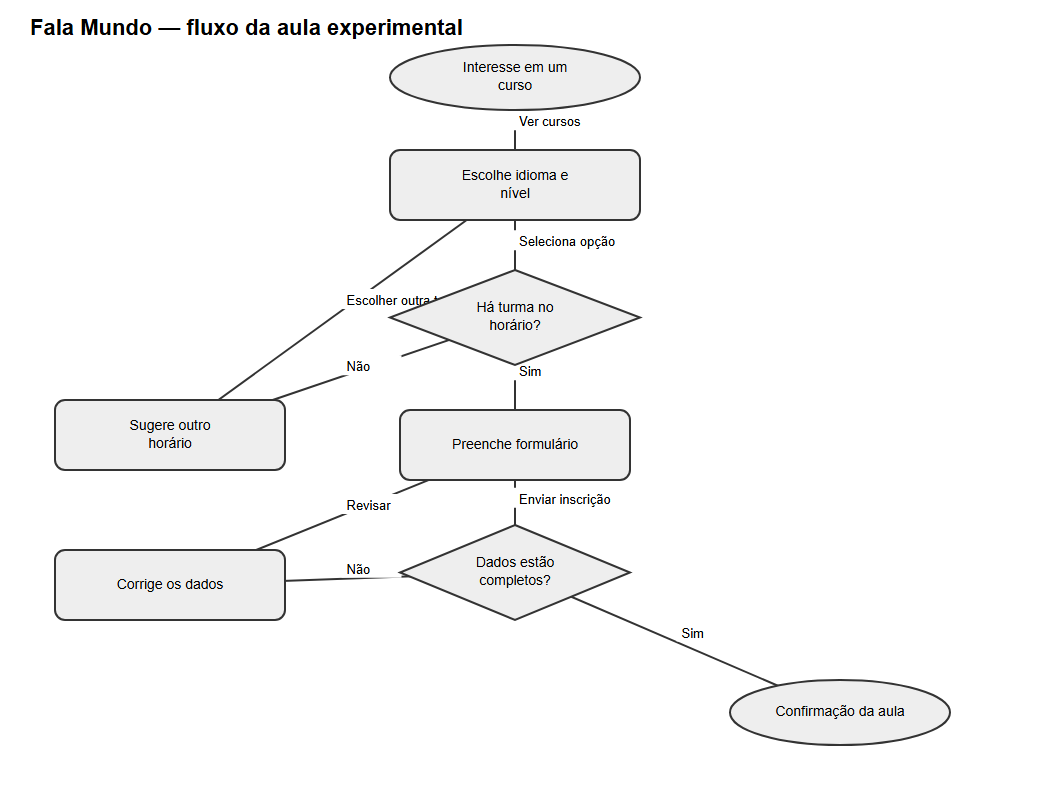 Fala Mundo — fluxo da aula experimental
Interesse em um
curso
Ver cursos
Escolhe idioma e
nível
Seleciona opção
Escolher outra
Há turma no
horário?
Não
Sim
Sugere outro
horário
Preenche formulário
Revisar
Enviar inscrição
Dados estão
completos?
Não
Corrige os dados
Sim
Confirmação da aula